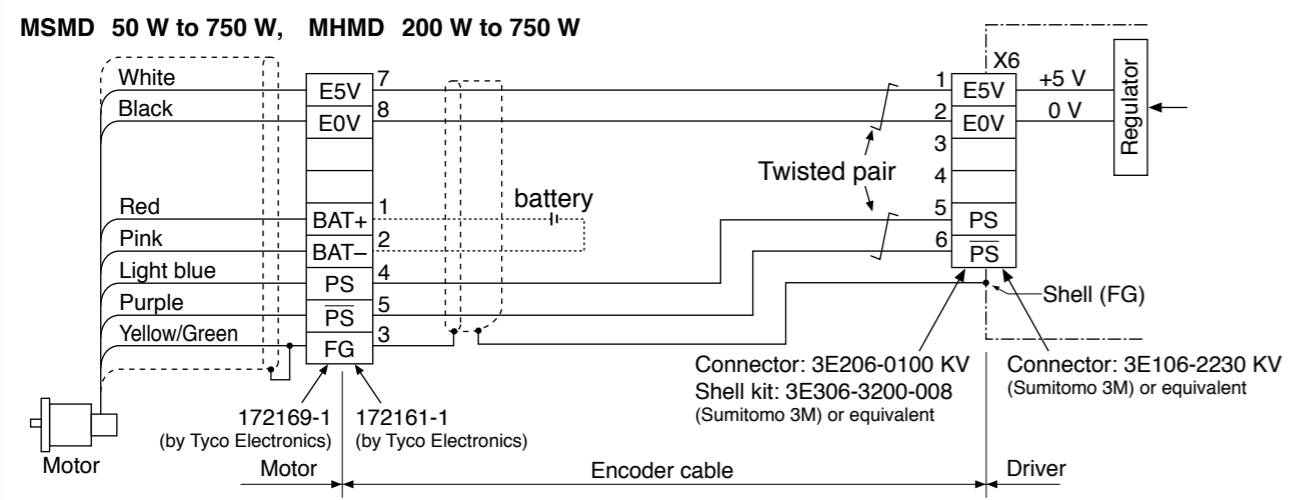 MSMD 50 W to 750 W, MHMD 200 W to 750 W
White
Black
Red
Pink
Light blue
Purple
Yellow/Green
E5V 7
E0V 8
BAT+ 1
BAT– 2
PS 4
P̅S̅ 5
FG 3
battery
Twisted pair
X6
1 E5V +5 V
2 E0V 0 V
3
4
5 PS
6 P̅S̅
Regulator
Shell (FG)
172169-1
(by Tyco Electronics)
172161-1
(by Tyco Electronics)
Connector: 3E206-0100 KV
Shell kit: 3E306-3200-008
(Sumitomo 3M) or equivalent
Connector: 3E106-2230 KV
(Sumitomo 3M) or equivalent
Motor
Motor
Encoder cable
Driver